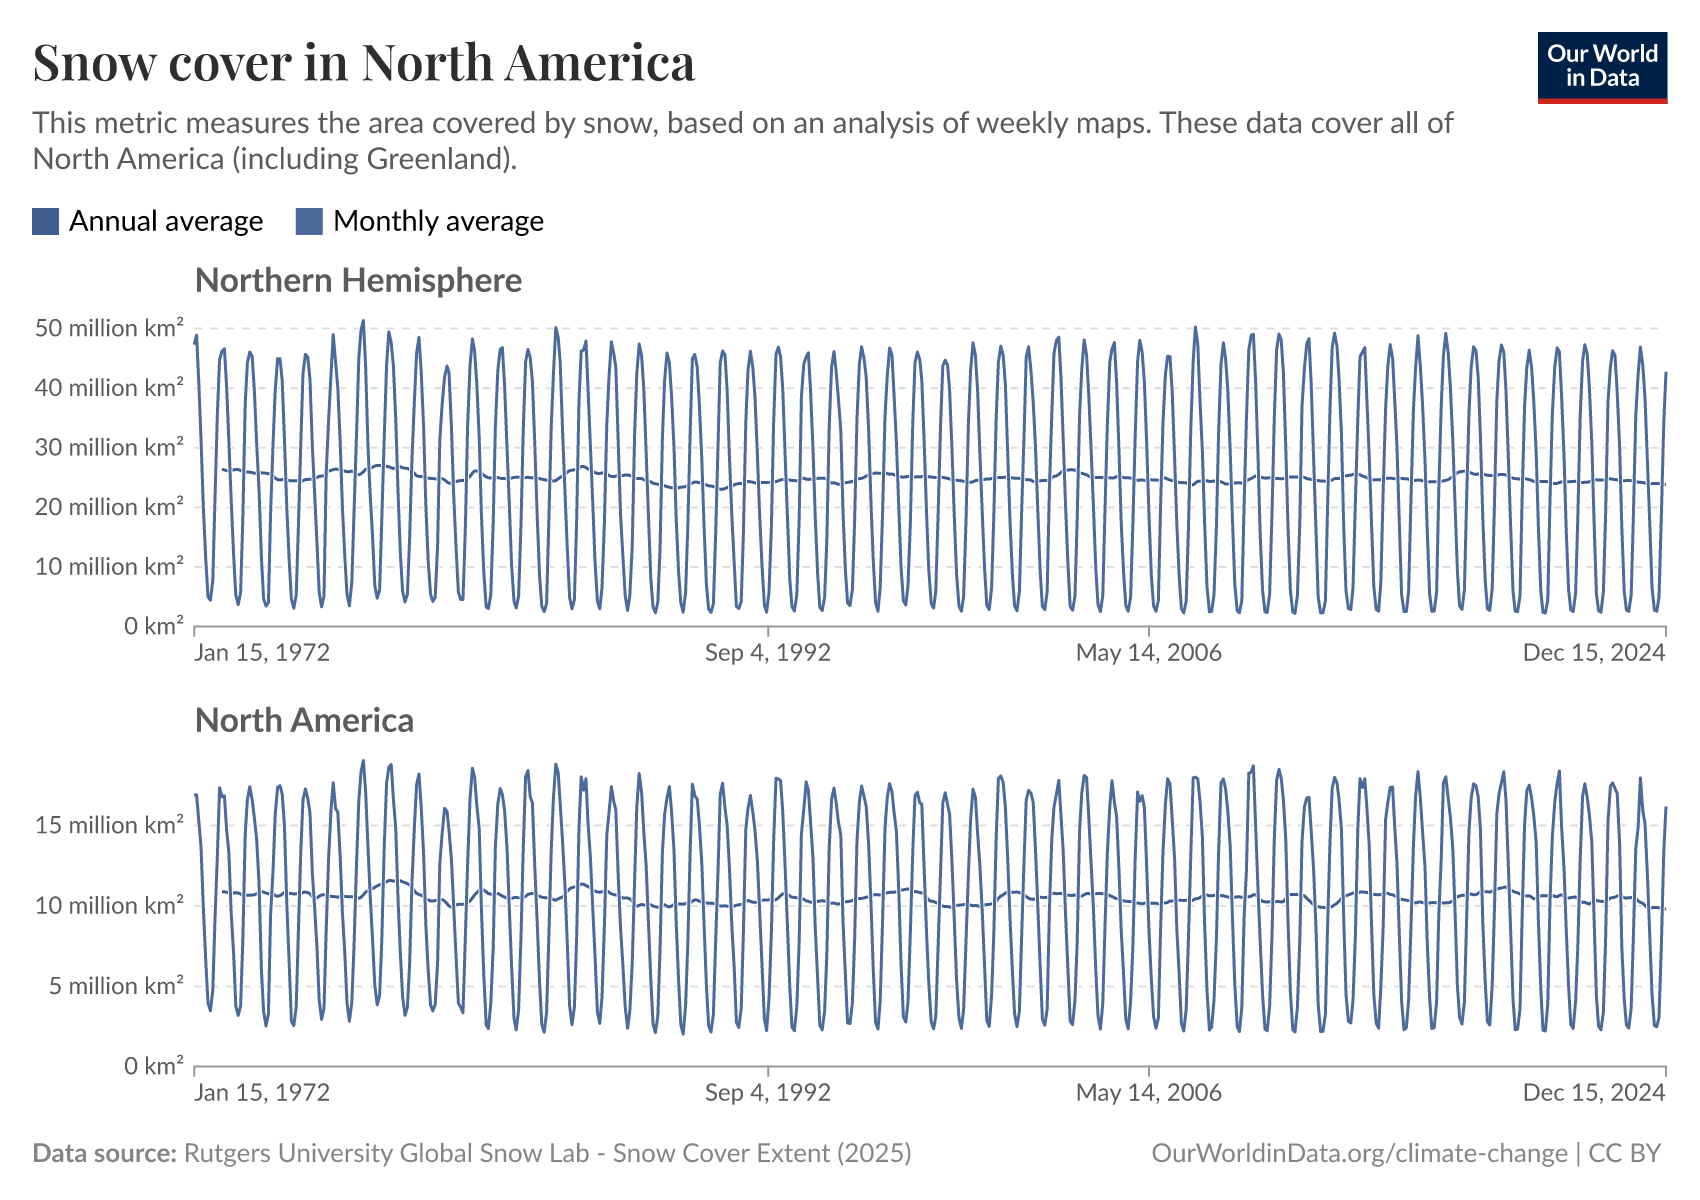 Snow cover in North America
Our World
in Data
This metric measures the area covered by snow, based on an analysis of weekly maps. These data cover all of
North America (including Greenland).
Annual average
Monthly average
Northern Hemisphere
50 million km²
40 million km²
30 million km²
20 million km²
10 million km²
0 km²
Jan 15, 1972
Sep 4, 1992
May 14, 2006
Dec 15, 2024
North America
15 million km²
10 million km²
5 million km²
0 km²
Jan 15, 1972
Sep 4, 1992
May 14, 2006
Dec 15, 2024
Data source: Rutgers University Global Snow Lab - Snow Cover Extent (2025)
OurWorldinData.org/climate-change | CC BY